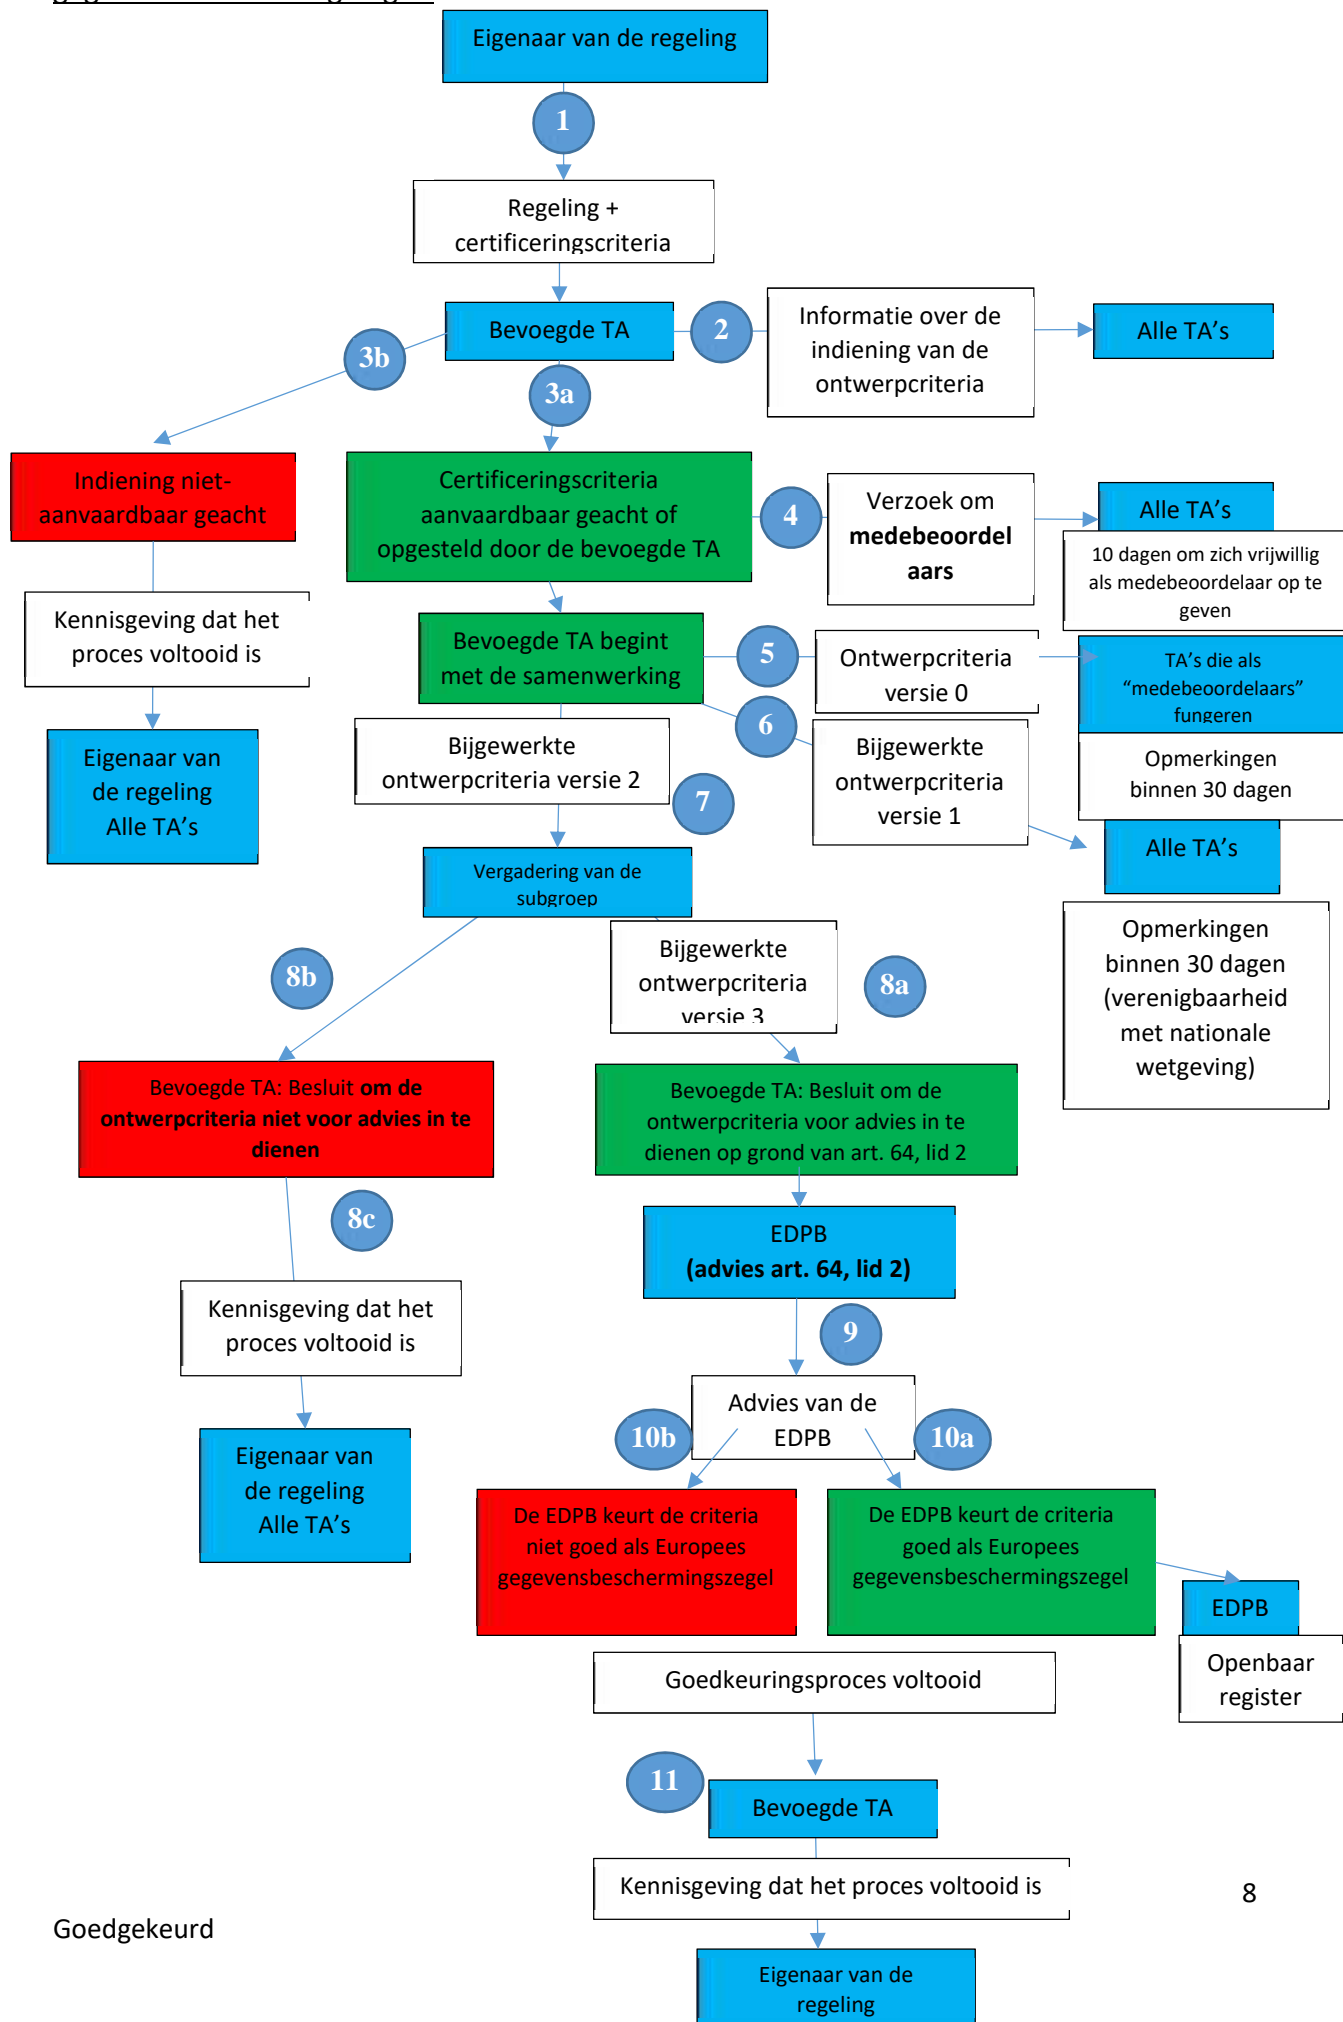 Eigenaar van de regeling
1
Regeling +
certificeringscriteria
Bevoegde TA
2
Informatie over de
indiening van de
ontwerpcriteria
Alle TA’s
3b
3a
Indiening niet-
aanvaardbaar geacht
Certificeringscriteria
aanvaardbaar geacht of
opgesteld door de bevoegde TA
4
Verzoek om
medebeoordel
aars
Alle TA’s
10 dagen om zich vrijwillig
als medebeoordelaar op te
geven
Kennisgeving dat het
proces voltooid is
Bevoegde TA begint
met de samenwerking
5
Ontwerpcriteria
versie 0
TA’s die als
“medebeoordelaars”
fungeren
Opmerkingen
binnen 30 dagen
6
Bijgewerkte
ontwerpcriteria
versie 1
Alle TA’s
Opmerkingen
binnen 30 dagen
(verenigbaarheid
met nationale
wetgeving)
Eigenaar van
de regeling
Alle TA’s
Bijgewerkte
ontwerpcriteria versie 2
7
Vergadering van de
subgroep
8b
Bijgewerkte
ontwerpcriteria
versie 3
8a
Bevoegde TA: Besluit om de
ontwerpcriteria niet voor advies in te
dienen
Bevoegde TA: Besluit om de
ontwerpcriteria voor advies in te
dienen op grond van art. 64, lid 2
8c
EDPB
(advies art. 64, lid 2)
Kennisgeving dat het
proces voltooid is
9
Eigenaar van
de regeling
Alle TA’s
Advies van de
EDPB
10b
10a
De EDPB keurt de criteria
niet goed als Europees
gegevensbeschermingszegel
De EDPB keurt de criteria
goed als Europees
gegevensbeschermingszegel
EDPB
Openbaar
register
Goedkeuringsproces voltooid
11
Bevoegde TA
Kennisgeving dat het proces voltooid is
Eigenaar van de
regeling
8
Goedgekeurd